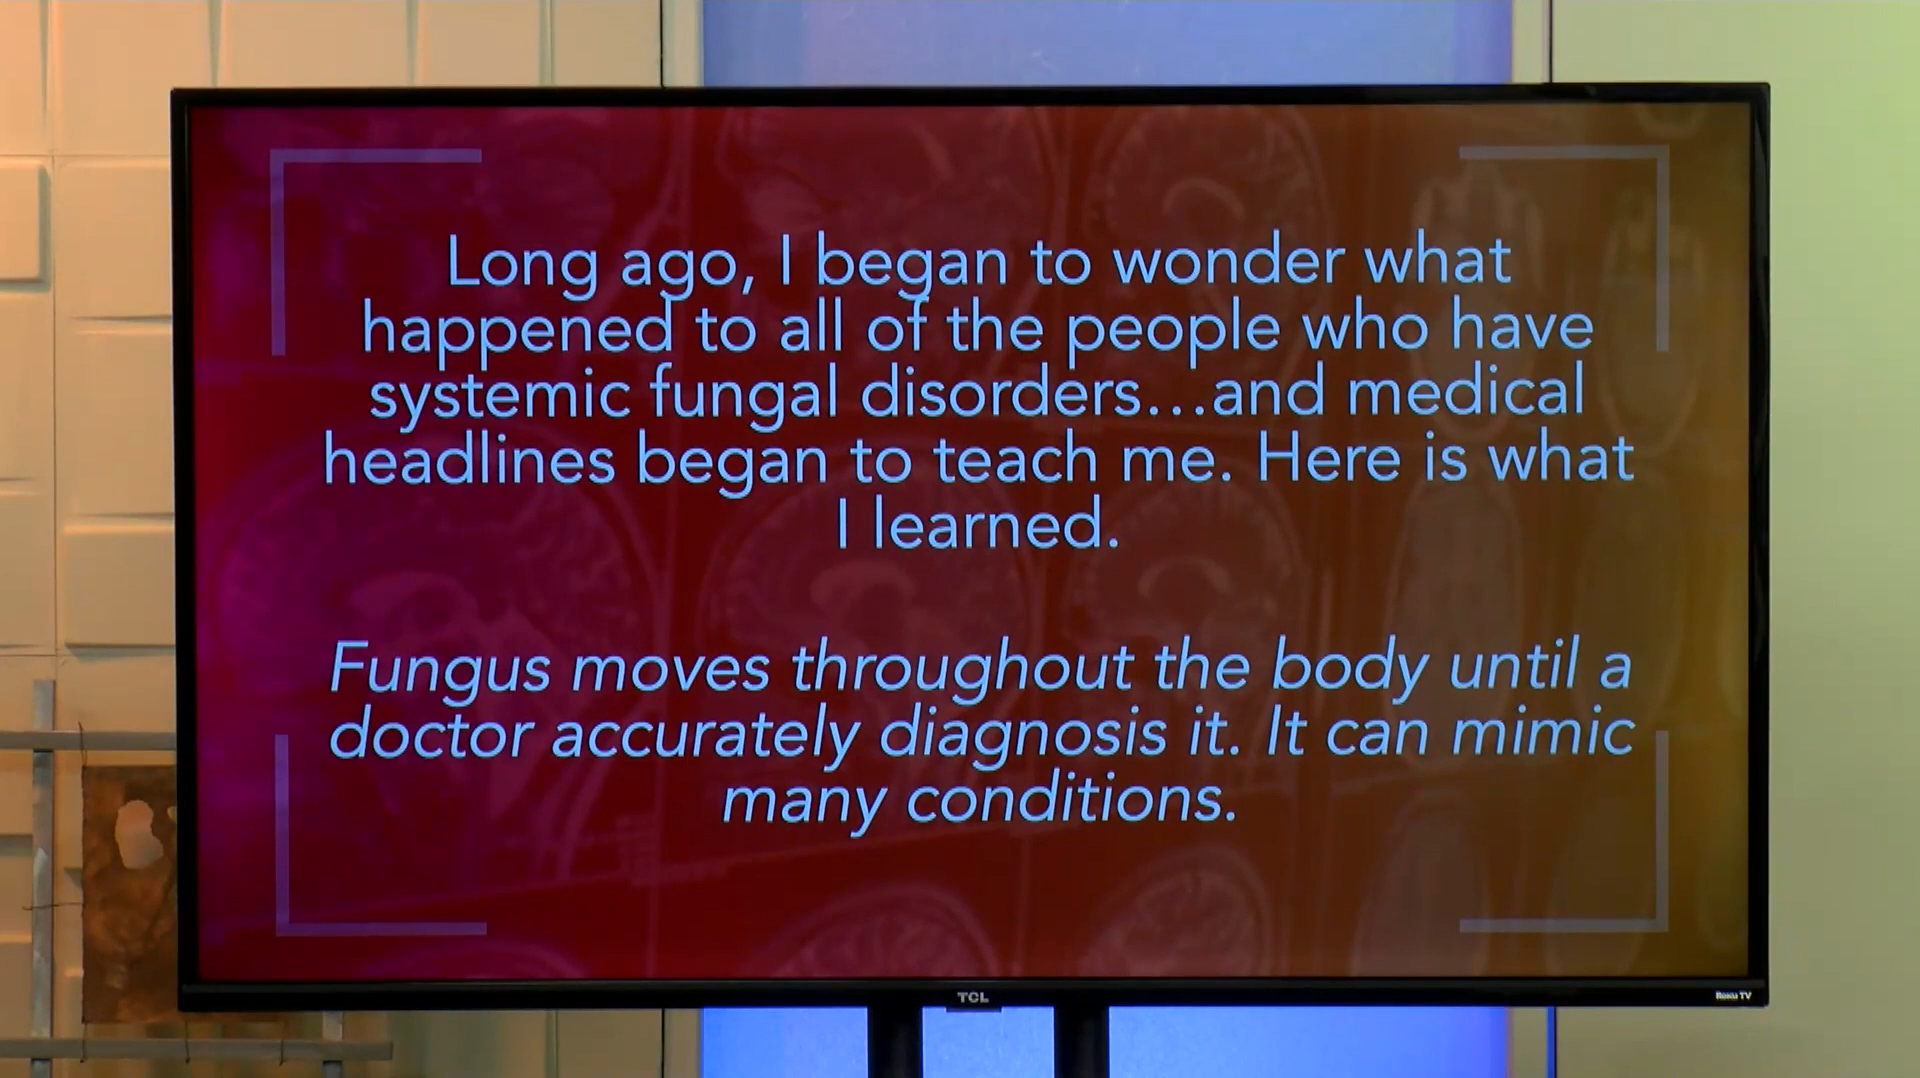 Long ago, I began to wonder what
happened to all of the people who have
systemic fungal disorders...and medical
headlines began to teach me. Here is what
I learned.
Fungus moves throughout the body until a
doctor accurately diagnosis it. It can mimic
many conditions.
TCL
Roku TV